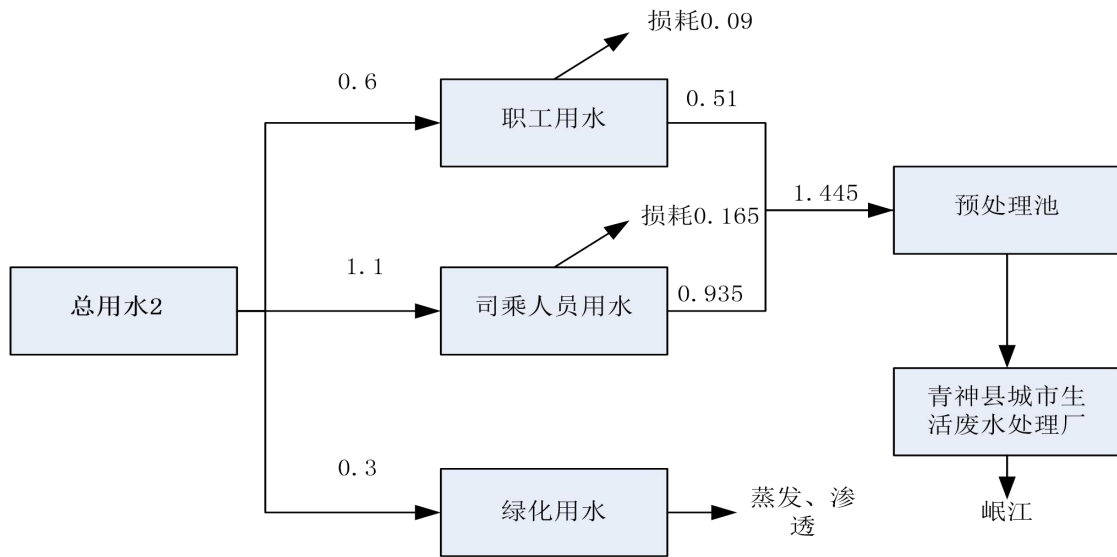 损耗0.09
0.6
职工用水
0.51
1.445
预处理池
损耗0.165
1.1
总用水2
司乘人员用水
0.935
青神县城市生
活废水处理厂
0.3
绿化用水
蒸发、渗
透
岷江